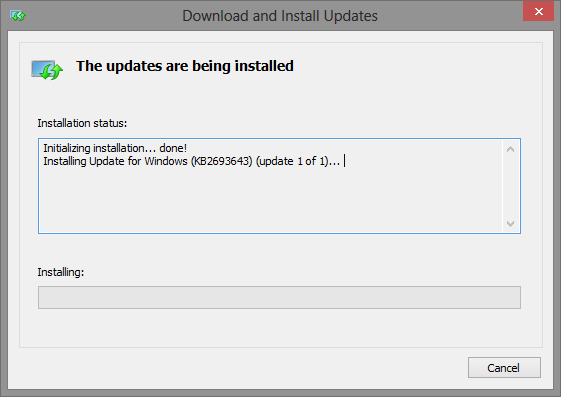 Download and Install Updates
The updates are being installed
Installation status:
Initializing installation... done!
Installing Update for Windows (KB2693643) (update 1 of 1)...
Installing:
Cancel